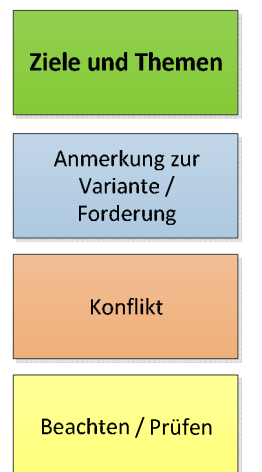 Ziele und Themen
Anmerkung zur
Variante /
Forderung
Konflikt
Beachten / Prüfen